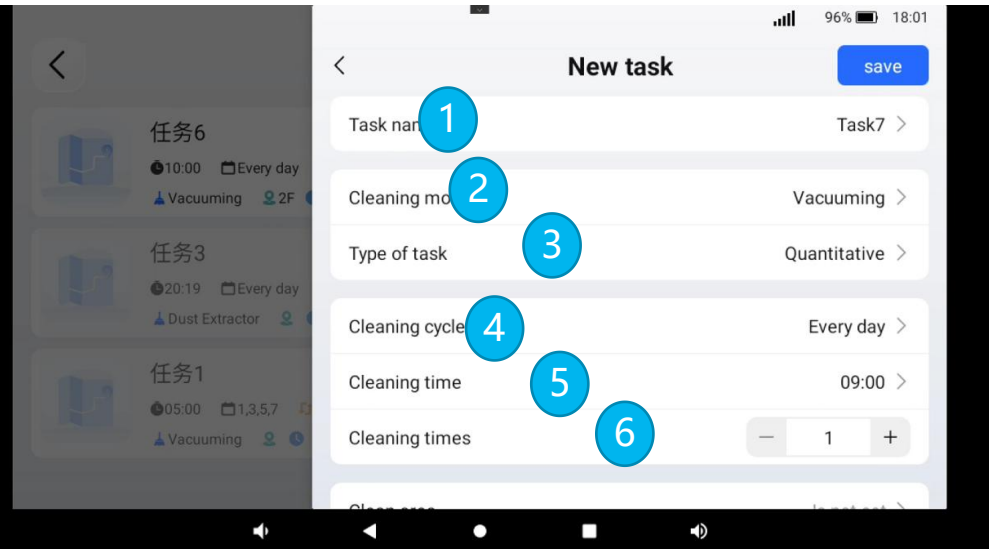 96% 18:01
New task
save
任务6
10:00 Every day
Vacuuming 2F
任务3
20:19 Every day
Dust Extractor
任务1
05:00 1,3,5,7
Vacuuming
Task nam 1 Task7
Cleaning mo 2 Vacuuming
Type of task 3 Quantitative
Cleaning cycle 4 Every day
Cleaning time 5 09:00
Cleaning times 6 − 1 +